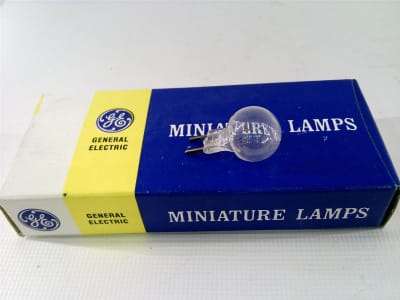 GE
GENERAL
ELECTRIC
MINIATURE LAMPS
GE
GENERAL
ELECTRIC
MINIATURE LAMPS